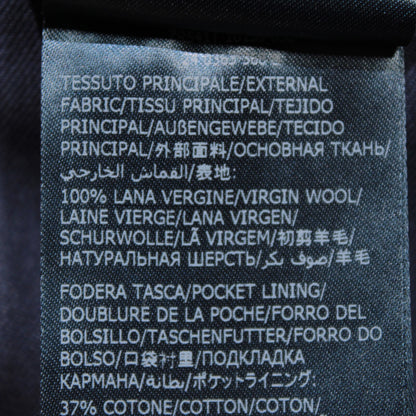 TESSUTO PRINCIPALE/EXTERNAL
FABRIC/TISSU PRINCIPAL/TEJIDO
PRINCIPAL/AUßENGEWEBE/TECIDO
PRINCIPAL/外部面料/ОСНОВНАЯ ТКАНЬ/
القماش الخارجي/表地:
100% LANA VERGINE/VIRGIN WOOL/
LAINE VIERGE/LANA VIRGEN/
SCHURWOLLE/LÃ VIRGEM/初剪羊毛/
НАТУРАЛЬНАЯ ШЕРСТЬ/صوف بكر/羊毛
FODERA TASCA/POCKET LINING/
DOUBLURE DE LA POCHE/FORRO DEL
BOLSILLO/TASCHENFUTTER/FORRO DO
BOLSO/口袋衬里/ПОДКЛАДКА
КАРМАНА/بطانة/ポケットライニング:
37% COTONE/COTTON/COTON/